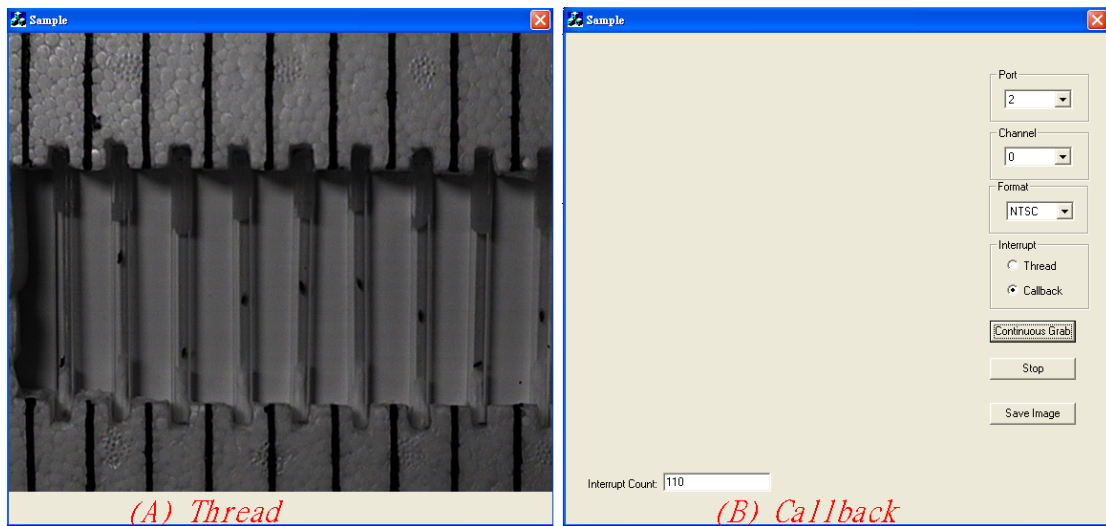 Sample
(A) Thread
Sample
Port
2
Channel
0
Format
NTSC
Interrupt
Thread
Callback
Continuous Grab
Stop
Save Image
Interrupt Count: 110
(B) Callback